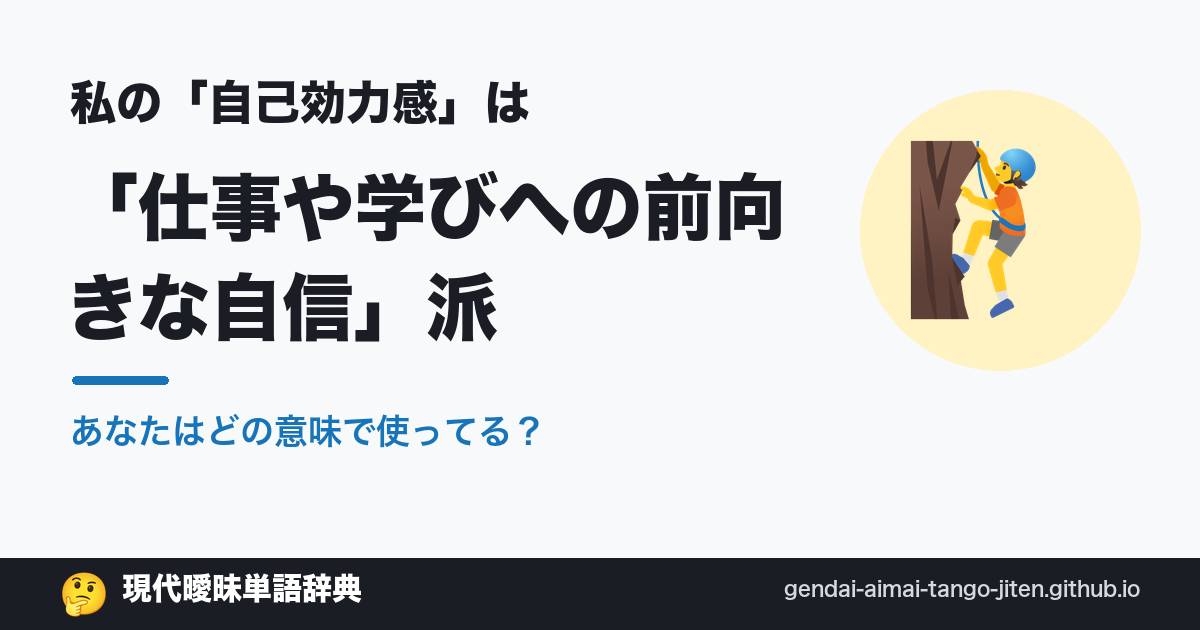 私の「自己効力感」は
「仕事や学びへの前向
きな自信」派
あなたはどの意味で使ってる？
現代曖昧単語辞典
gendai-aimai-tango-jiten.github.io